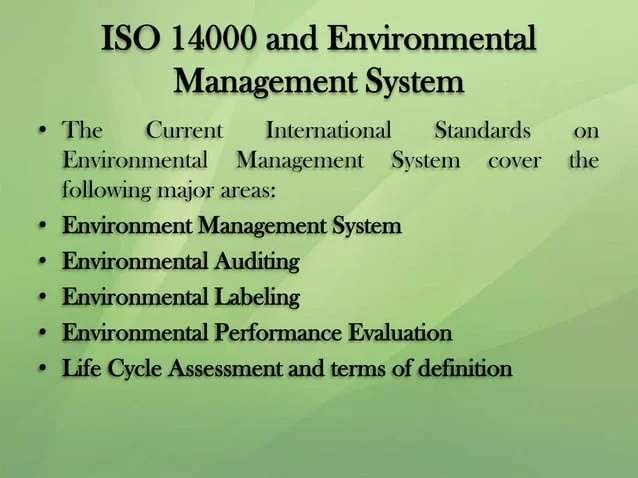 ISO 14000 and Environmental
Management System
• The Current International Standards on
Environmental Management System cover the
following major areas:
• Environment Management System
• Environmental Auditing
• Environmental Labeling
• Environmental Performance Evaluation
• Life Cycle Assessment and terms of definition